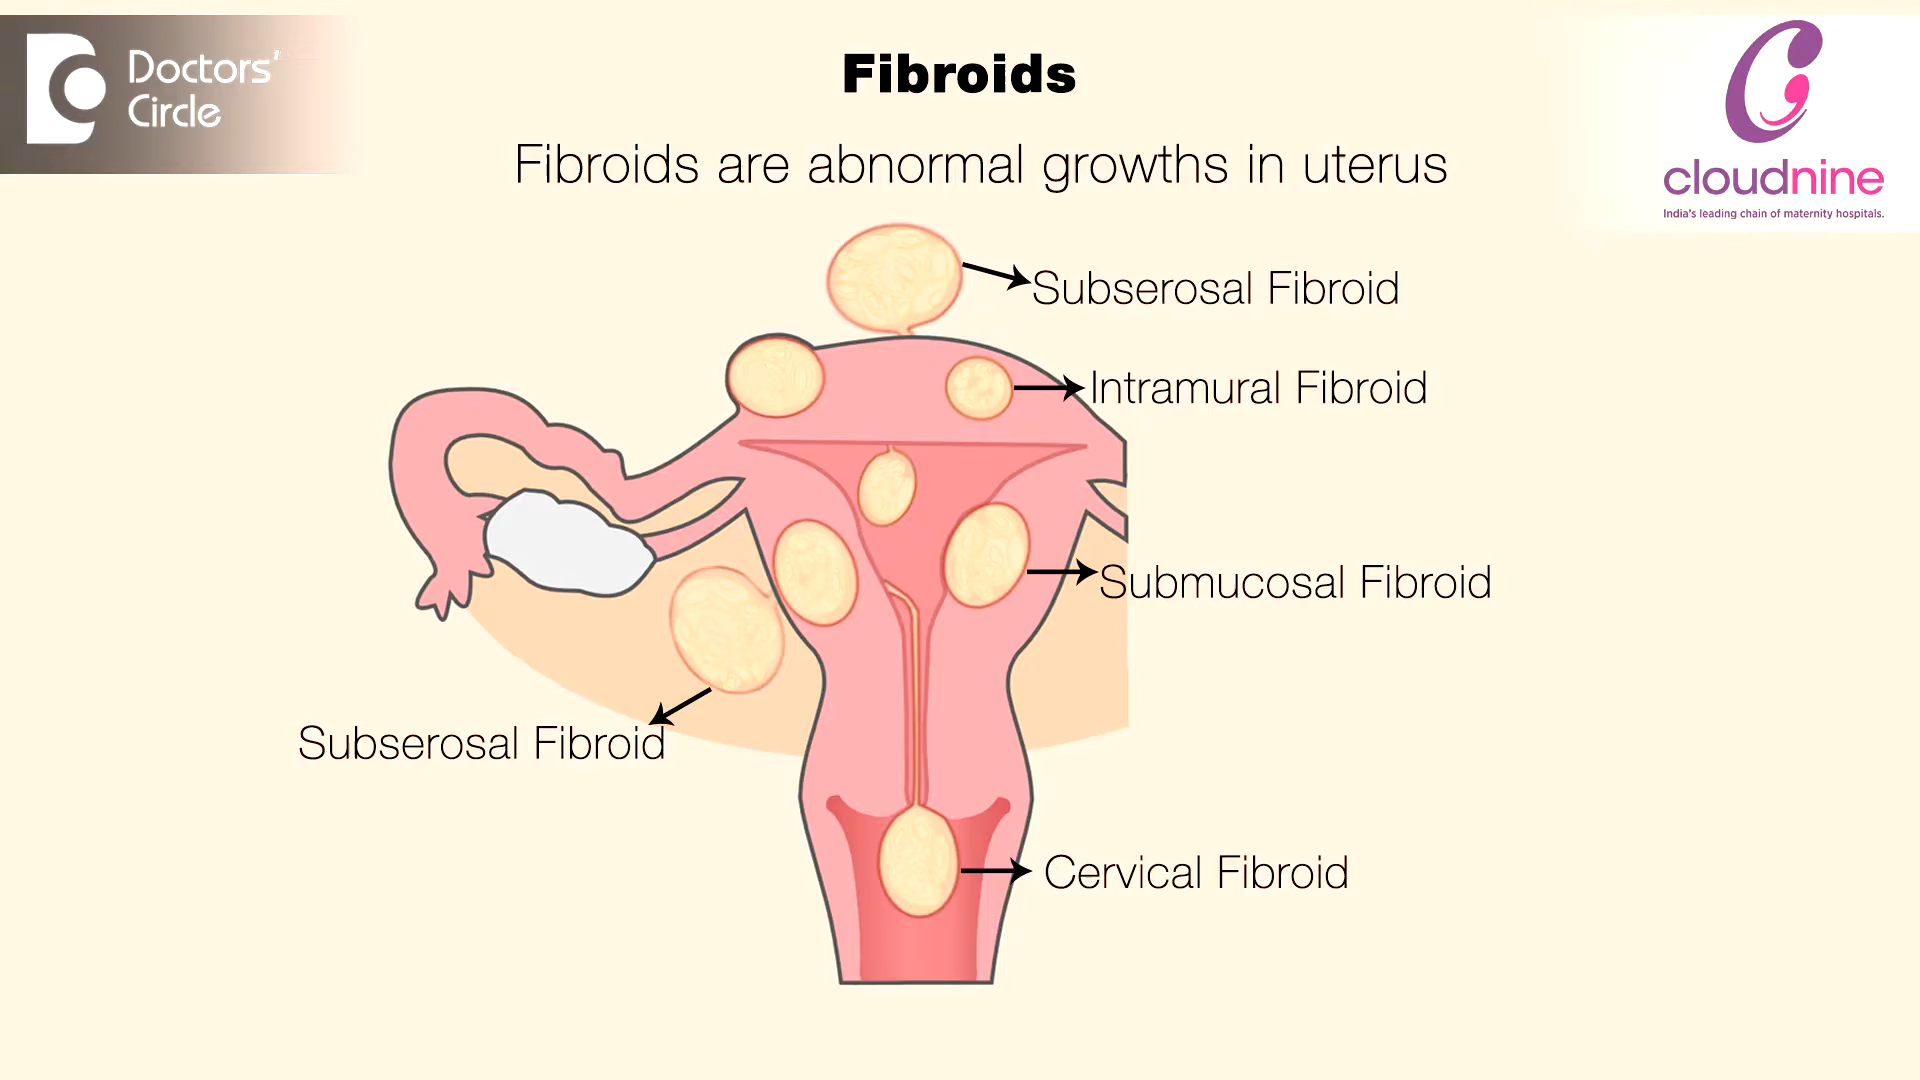 Doctors'
Circle
Fibroids
Fibroids are abnormal growths in uterus
cloudnine
India's leading chain of maternity hospitals.
Subserosal Fibroid
Intramural Fibroid
Submucosal Fibroid
Subserosal Fibroid
Cervical Fibroid